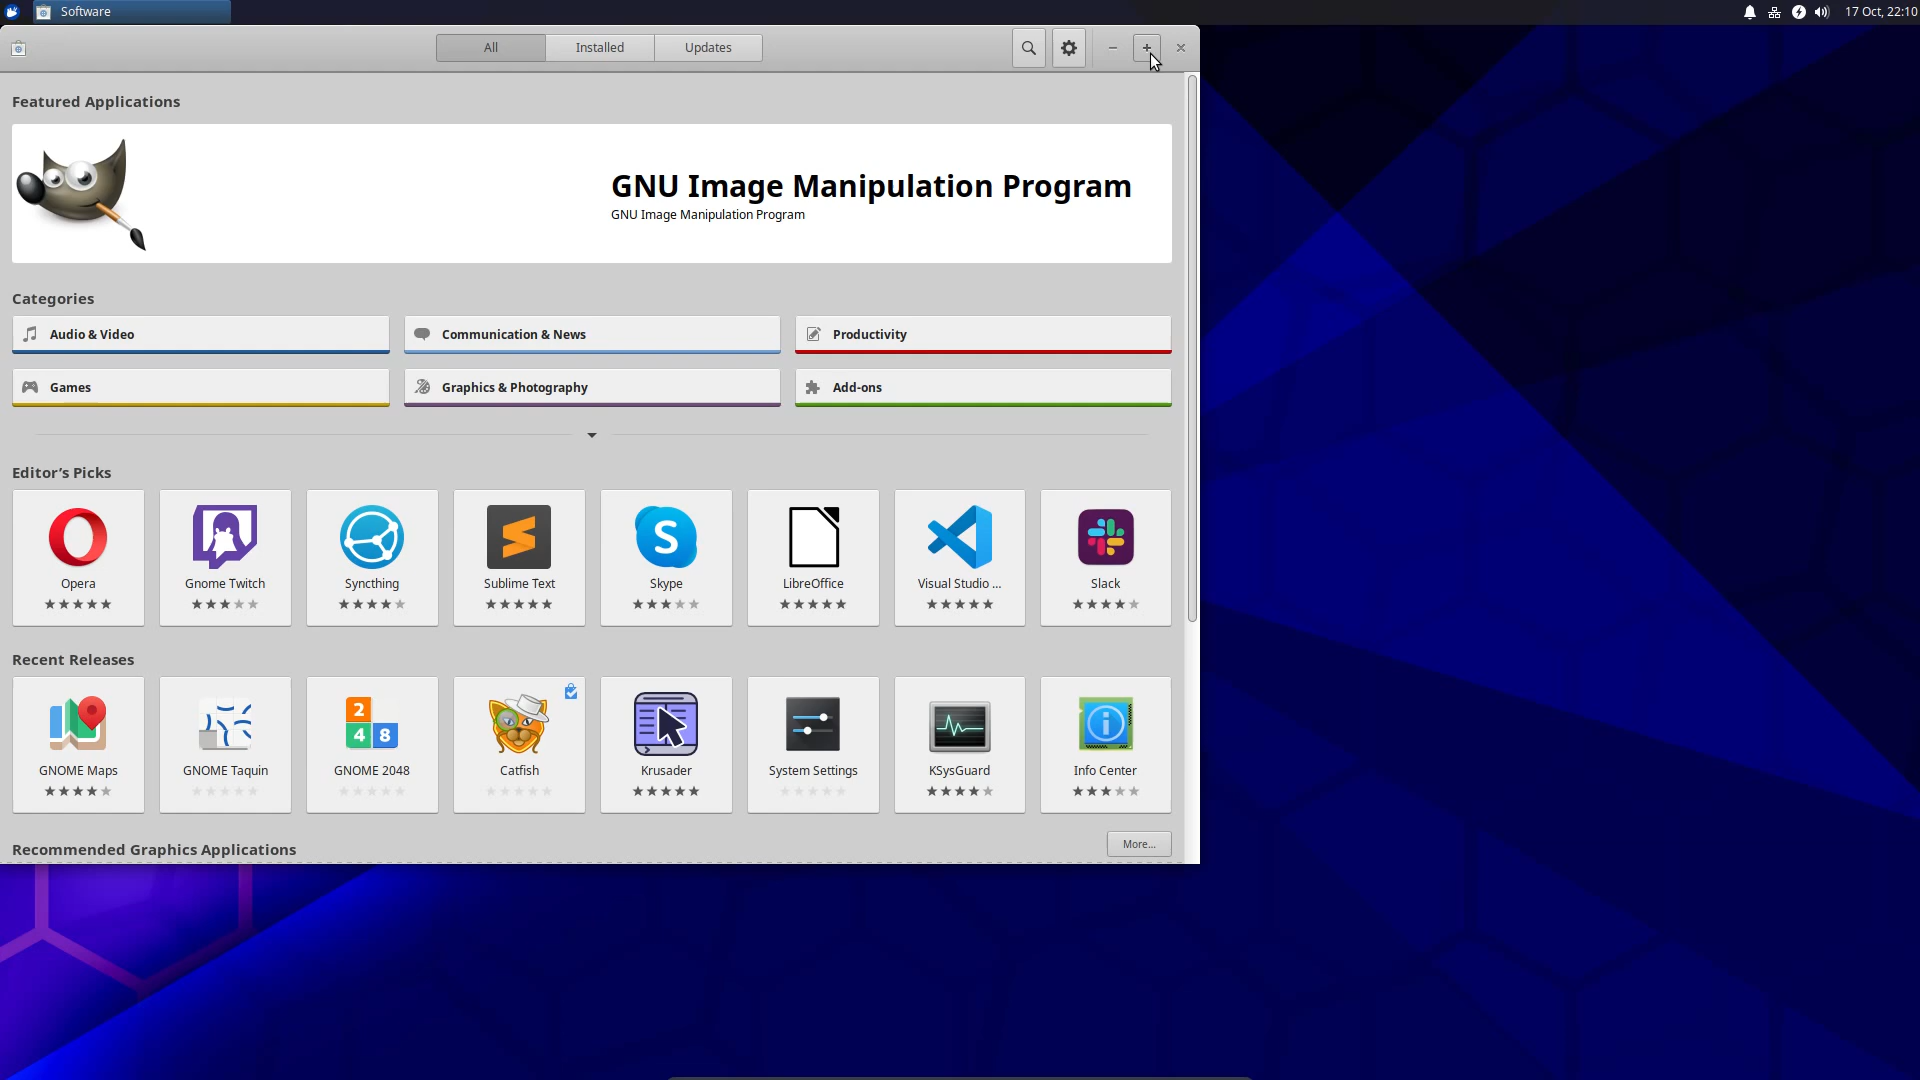 Software
17 Oct, 22:10
All
Installed
Updates
Featured Applications
GNU Image Manipulation Program
GNU Image Manipulation Program
Categories
Audio & Video
Communication & News
Productivity
Games
Graphics & Photography
Add-ons
Editor’s Picks
Opera
Gnome Twitch
Syncthing
Sublime Text
Skype
LibreOffice
Visual Studio ...
Slack
Recent Releases
2
4 8
GNOME Maps
GNOME Taquin
GNOME 2048
Catfish
Krusader
System Settings
KSysGuard
Info Center
Recommended Graphics Applications
More...